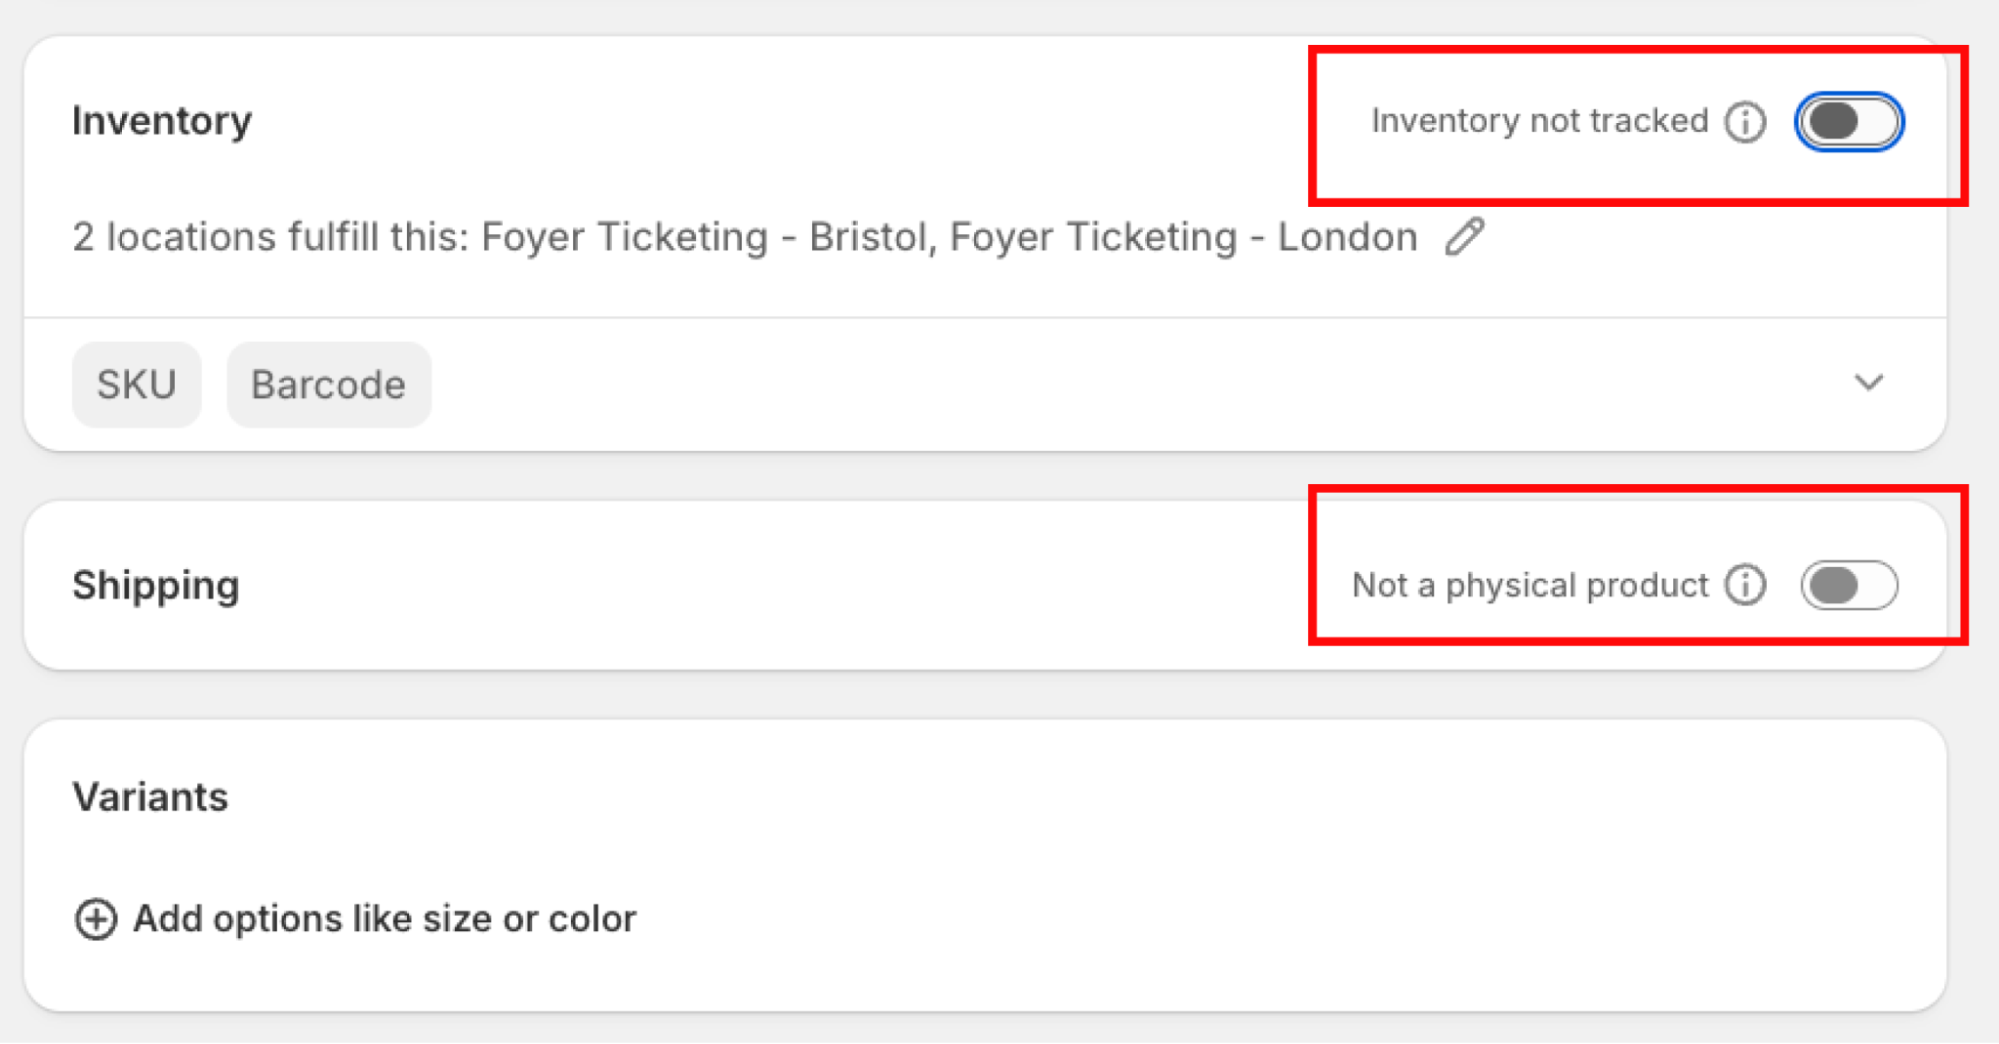 Inventory
Inventory not tracked
2 locations fulfill this: Foyer Ticketing - Bristol, Foyer Ticketing - London
SKU
Barcode
Shipping
Not a physical product
Variants
Add options like size or color